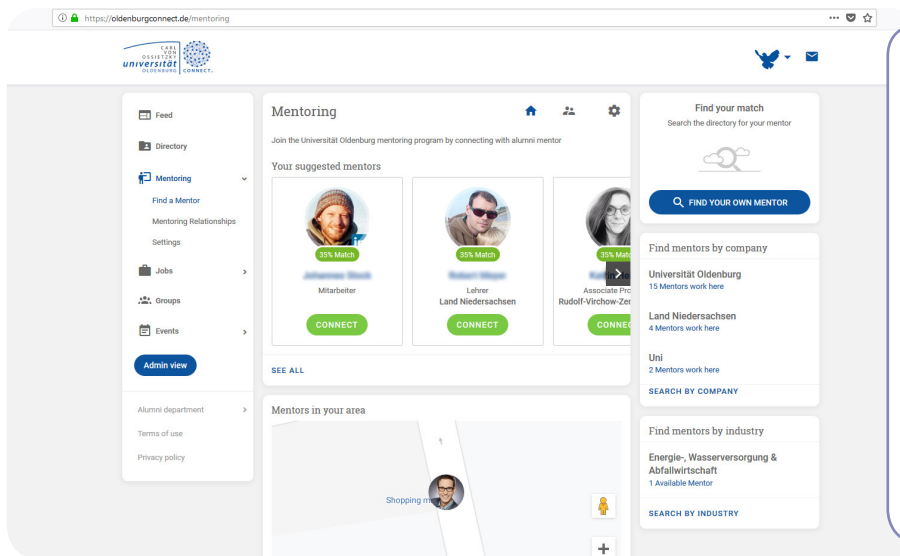 https://oldenburgconnect.de/mentoring
CARL
VON
OSSIETZKY
universität
OLDENBURG
CONNECT.
Feed
Directory
Mentoring
Find a Mentor
Mentoring Relationships
Settings
Jobs
Groups
Events
Admin view
Alumni department
Terms of use
Privacy policy
Mentoring
Join the Universität Oldenburg mentoring program by connecting with alumni mentor
Your suggested mentors
35% Match
Mitarbeiter
CONNECT
35% Match
Lehrer
Land Niedersachsen
CONNECT
35% Matc
Associate Pro
Rudolf-Virchow-Zer
CONNE
SEE ALL
Mentors in your area
Shopping m
Find your match
Search the directory for your mentor
FIND YOUR OWN MENTOR
Find mentors by company
Universität Oldenburg
15 Mentors work here
Land Niedersachsen
4 Mentors work here
Uni
2 Mentors work here
SEARCH BY COMPANY
Find mentors by industry
Energie-, Wasserversorgung &
Abfallwirtschaft
1 Available Mentor
SEARCH BY INDUSTRY